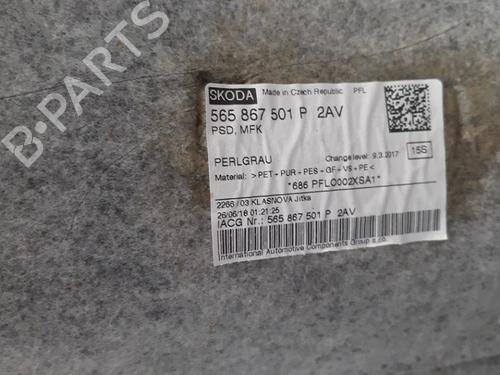 SKODA Made in Czech Republic PFL
565 867 501 P 2AV
PSD, MFK
PERLGRAU Change level: 9.3.2017 15S
Material: >PET-PUR-PES-GF-VS-PE<
*686 PFLO002XSA1*
2266/03 KLASNOVA Jitka
26/06/18 01:21:25
IACG Nr.: 565 867 501 P 2AV
International Automotive Components Group s.r.o.
B-PARTS